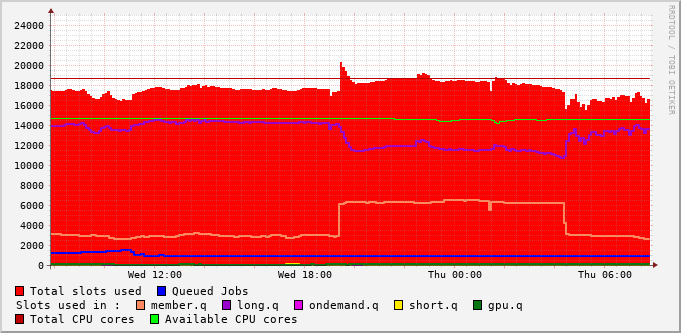 RRDTOOL / TOBI OETIKER
24000
22000
20000
18000
16000
14000
12000
10000
8000
6000
4000
2000
0
Wed 12:00 Wed 18:00 Thu 00:00 Thu 06:00
Total slots used Queued Jobs
Slots used in : member.q long.q ondemand.q short.q gpu.q
Total CPU cores Available CPU cores